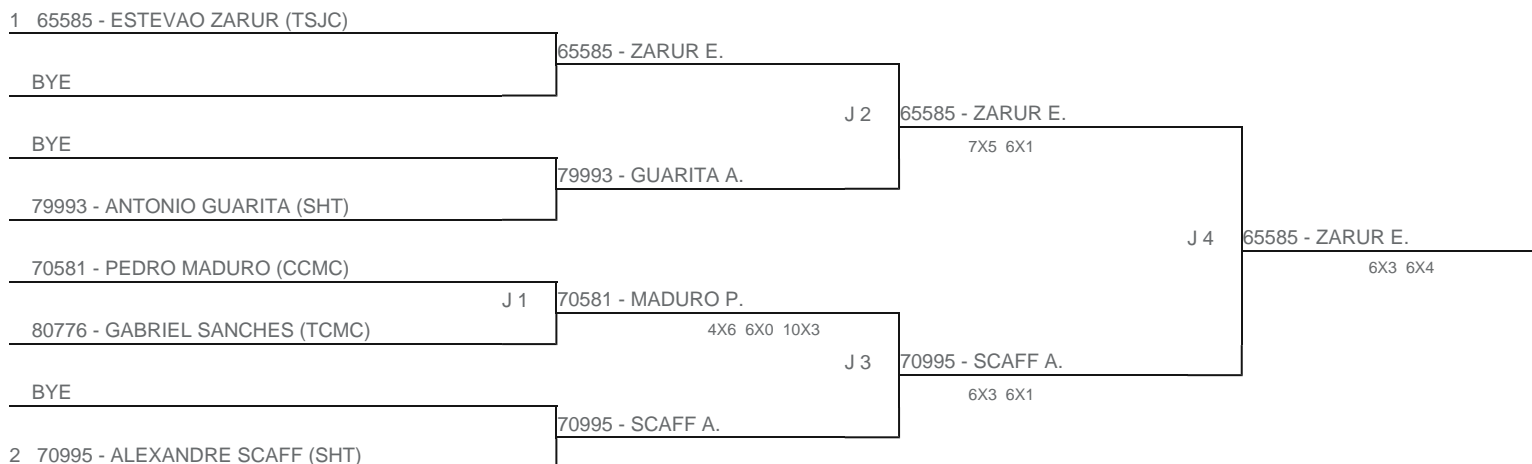 1 65585 - ESTEVAO ZARUR (TSJC)
65585 - ZARUR E.
BYE
J 2 65585 - ZARUR E.
BYE
7X5 6X1
79993 - GUARITA A.
79993 - ANTONIO GUARITA (SHT)
J 4 65585 - ZARUR E.
70581 - PEDRO MADURO (CCMC)
6X3 6X4
J 1 70581 - MADURO P.
80776 - GABRIEL SANCHES (TCMC)
4X6 6X0 10X3
J 3 70995 - SCAFF A.
BYE
6X3 6X1
70995 - SCAFF A.
2 70995 - ALEXANDRE SCAFF (SHT)